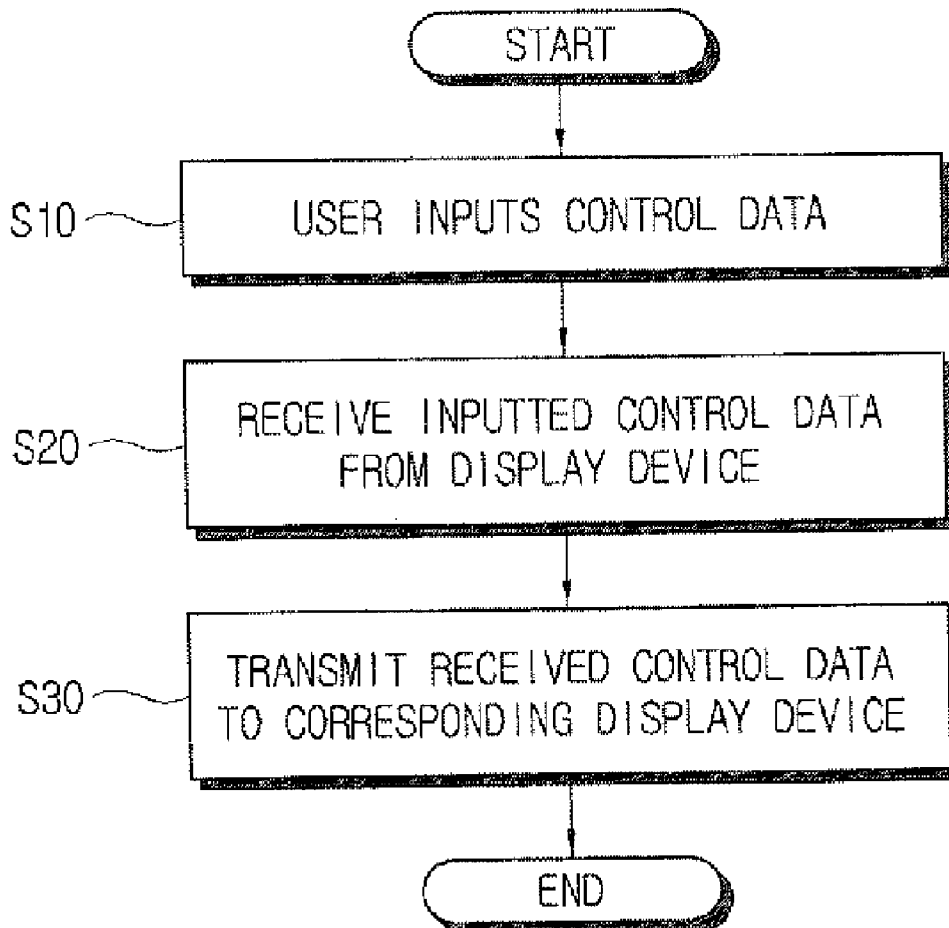 START
S10
USER INPUTS CONTROL DATA
S20
RECEIVE INPUTTED CONTROL DATA
FROM DISPLAY DEVICE
S30
TRANSMIT RECEIVED CONTROL DATA
TO CORRESPONDING DISPLAY DEVICE
END